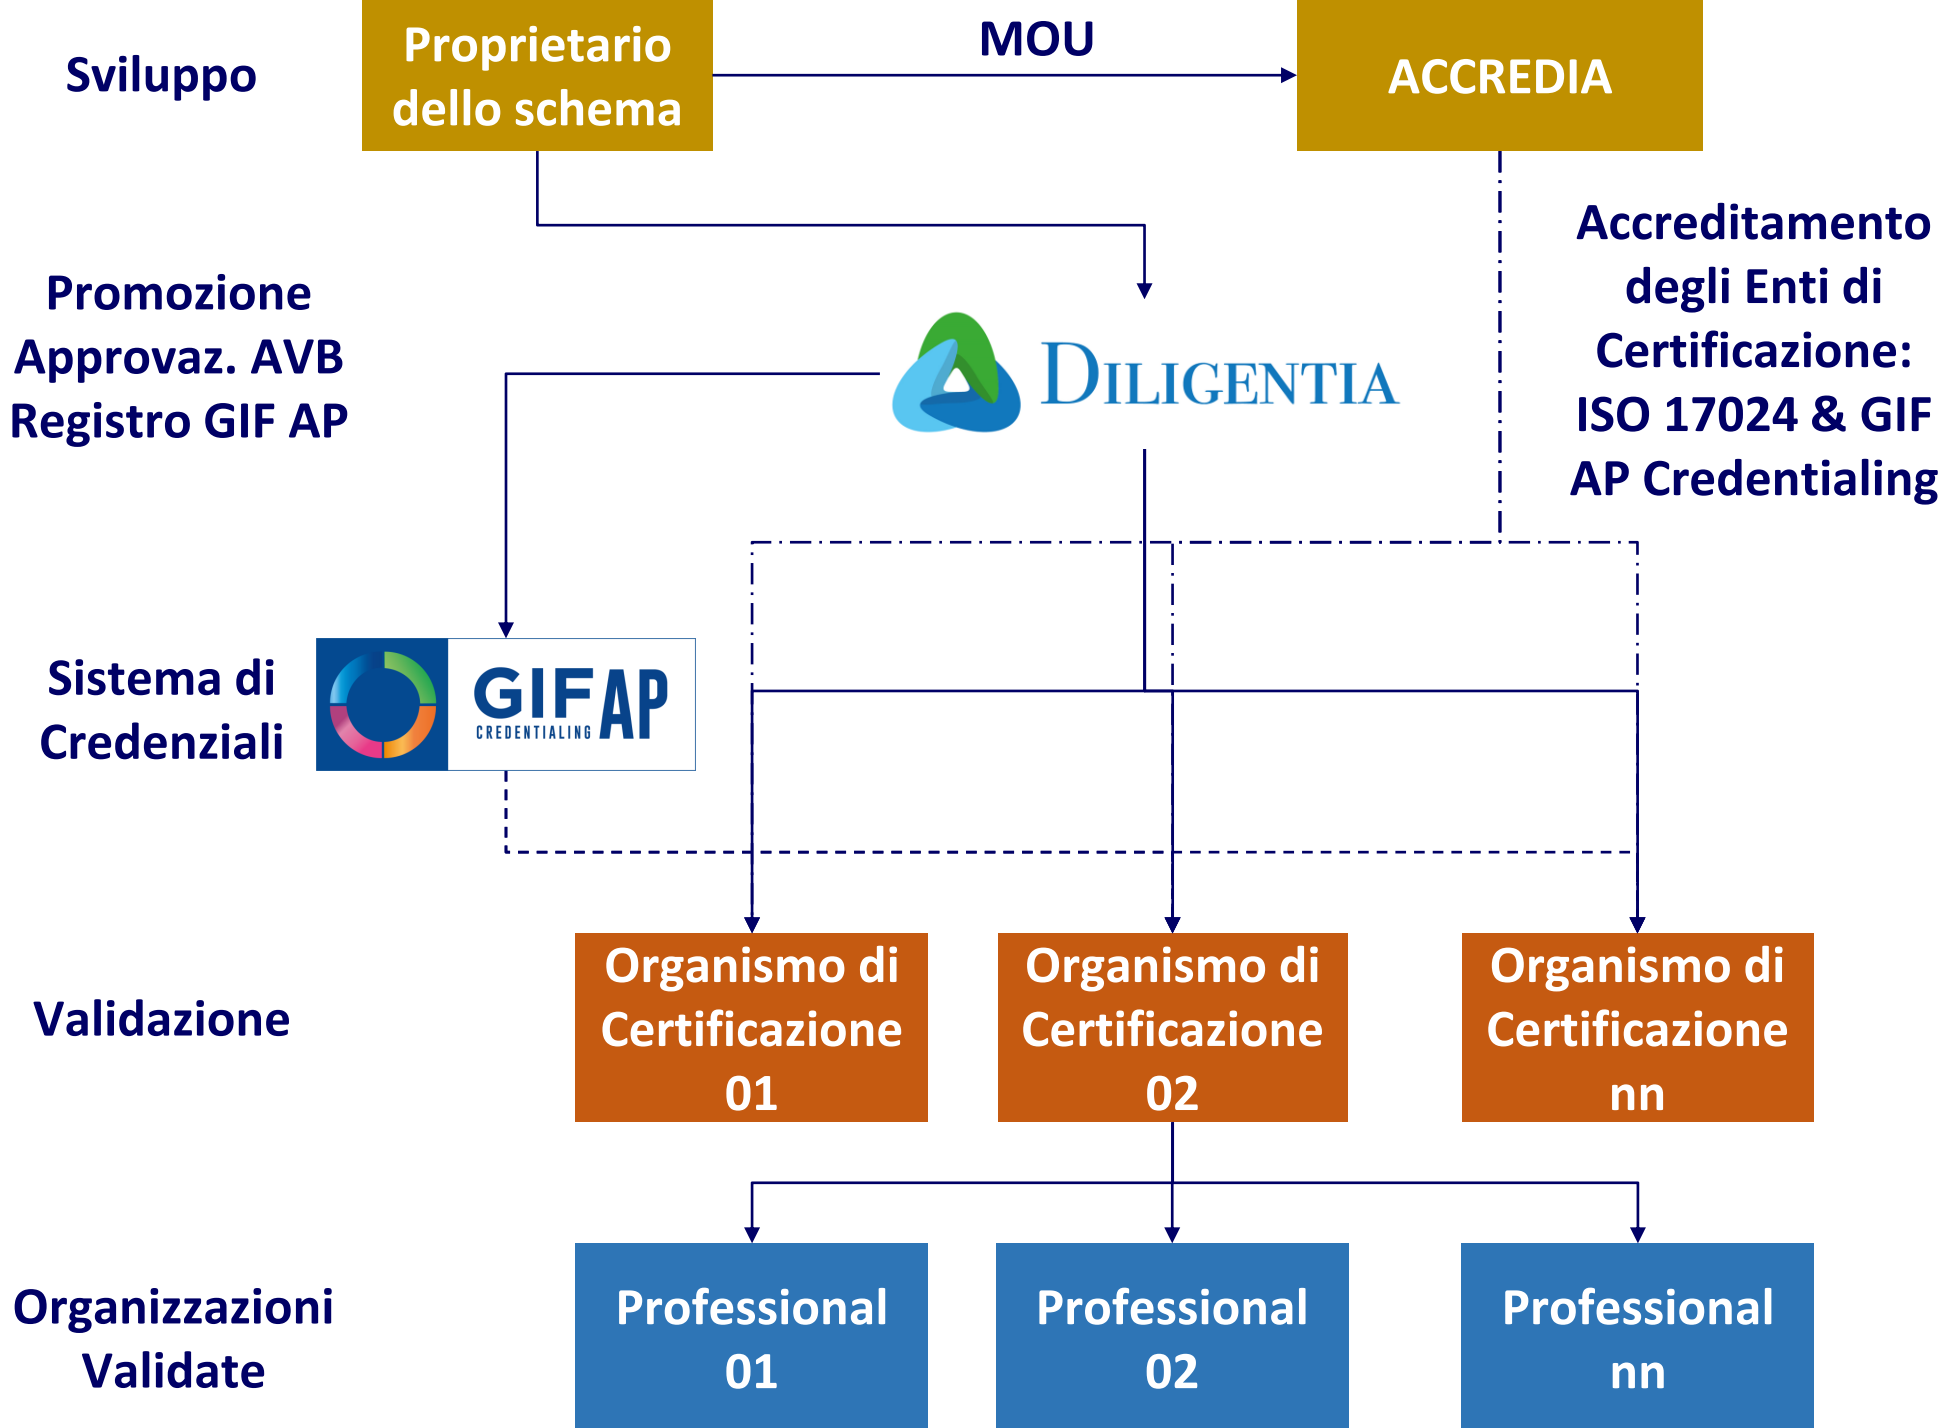 Sviluppo
Proprietario
dello schema
MOU
ACCREDIA
Accreditamento
degli Enti di
Certificazione:
ISO 17024 & GIF
AP Credentialing
Promozione
Approvaz. AVB
Registro GIF AP
DILIGENTIA
Sistema di
Credenziali
GIF AP
CREDENTIALING
Validazione
Organismo di
Certificazione
01
Organismo di
Certificazione
02
Organismo di
Certificazione
nn
Organizzazioni
Validate
Professional
01
Professional
02
Professional
nn